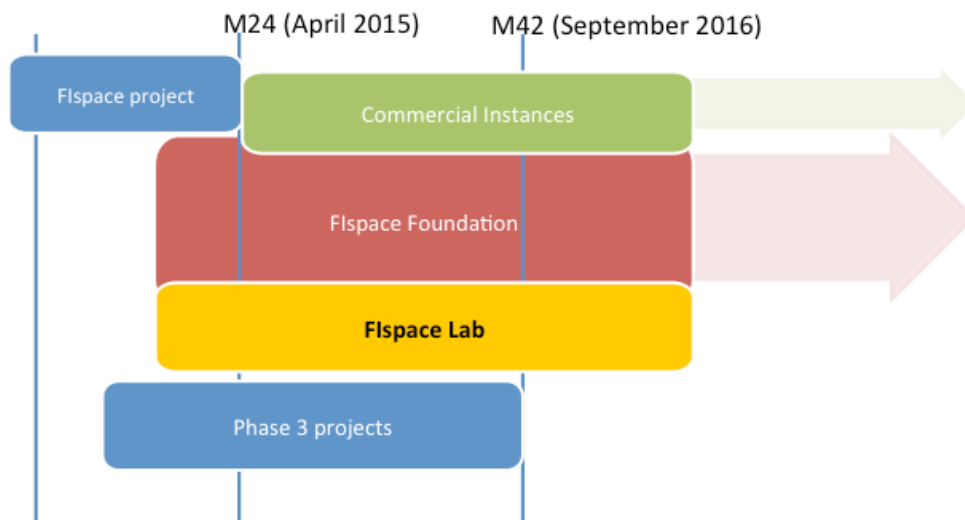 M24 (April 2015)
M42 (September 2016)
FIspace project
Commercial Instances
FIspace Foundation
FIspace Lab
Phase 3 projects